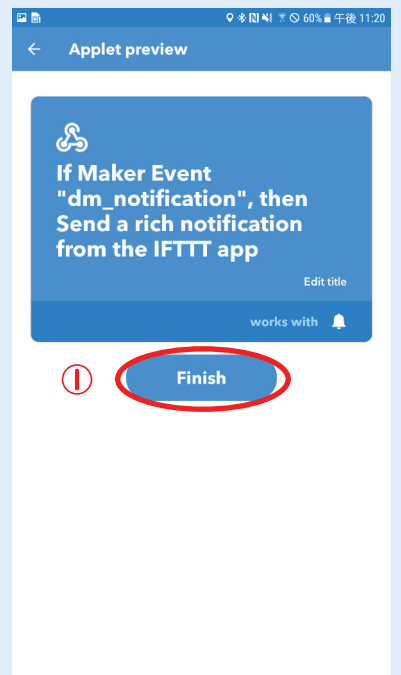 60% 午後 11:20
Applet preview
If Maker Event
"dm_notification", then
Send a rich notification
from the IFTTT app
Edit title
works with
① Finish